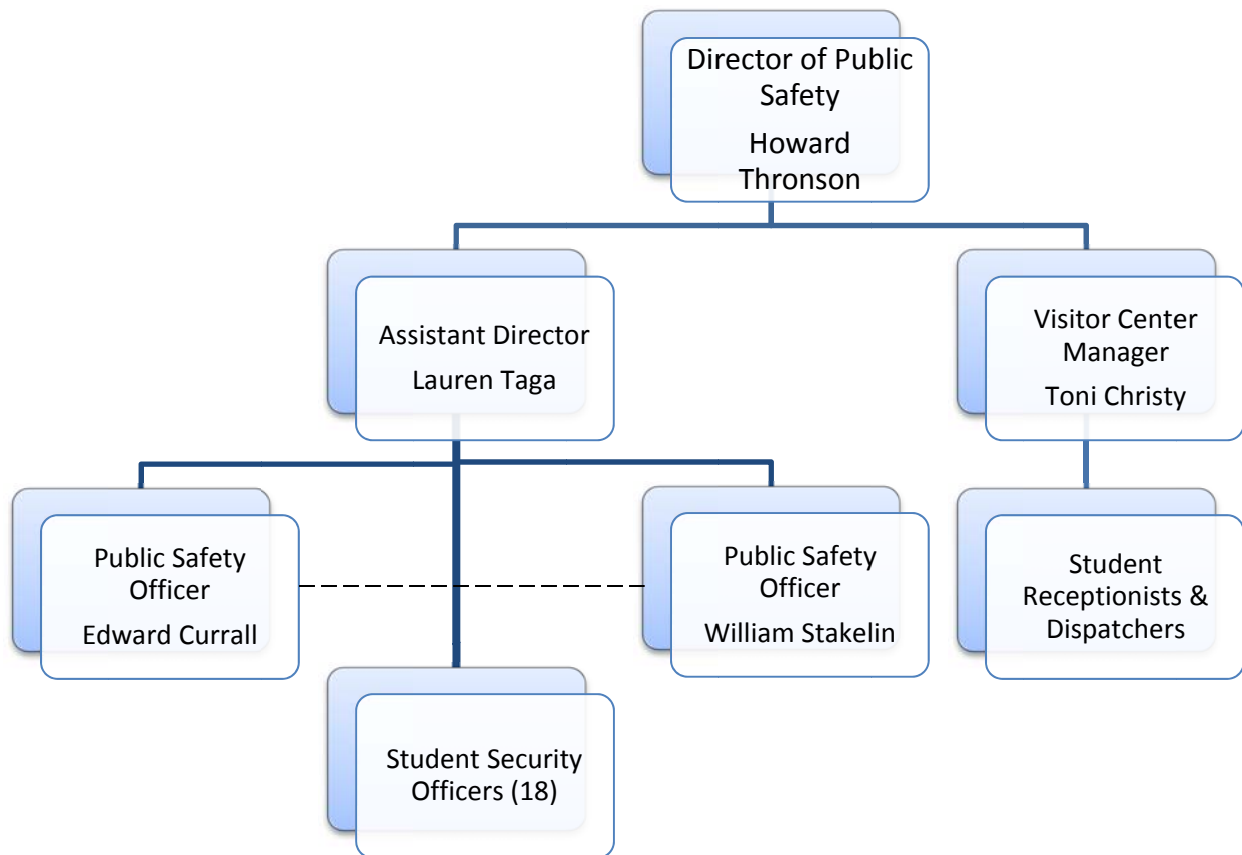 Director of Public
Safety
Howard
Thronson
Assistant Director
Lauren Taga
Visitor Center
Manager
Toni Christy
Public Safety
Officer
Edward Currall
Public Safety
Officer
William Stakelin
Student
Receptionists &
Dispatchers
Student Security
Officers (18)